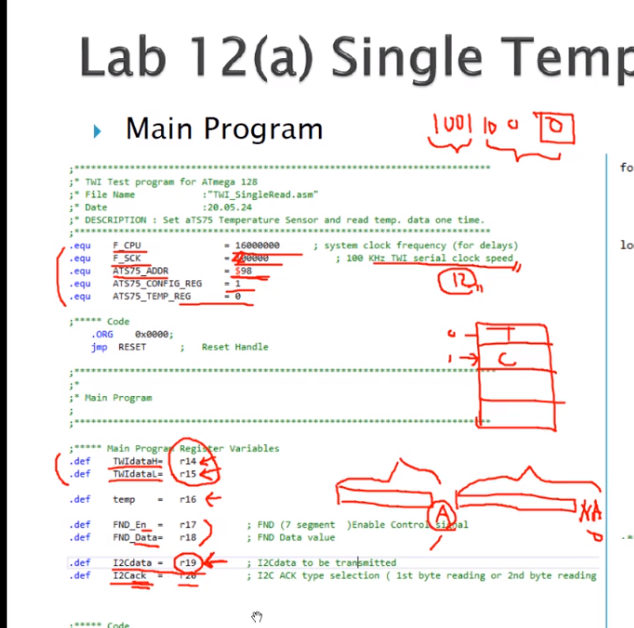 Lab 12(a) Single Temp
Main Program
1001 100 0
;*****************************************************************
;* TWI Test program for ATmega 128
;* File Name :"TWI_SingleRead.asm"
;* Date :20.05.24
;* DESCRIPTION : Set aTS75 Temperature Sensor and read temp. data one time.
;*****************************************************************
.equ F_CPU = 16000000 ; system clock frequency (for delays)
.equ F_SCK = 00000 ; 100 KHz TWI serial clock speed
.equ ATS75_ADDR = $98
.equ ATS75_CONFIG_REG = 1
.equ ATS75_TEMP_REG = 0
12
;***** Code
.ORG 0x0000;
jmp RESET ; Reset Handle
0 T
1 C
;*****************************************************************
;*
;* Main Program
;
;*****************************************************************
;***** Main Program Register Variables
.def TWIdataH= r14
.def TWIdataL= r15
.def temp = r16
A NA
.def FND_En = r17 ; FND (7 segment )Enable Control signal
.def FND_Data= r18 ; FND Data value
.def I2Cdata = r19 ; I2Cdata to be transmitted
.def I2Cack = r20 ; I2C ACK type selection ( 1st byte reading or 2nd byte reading
;***** Code
fo
lo